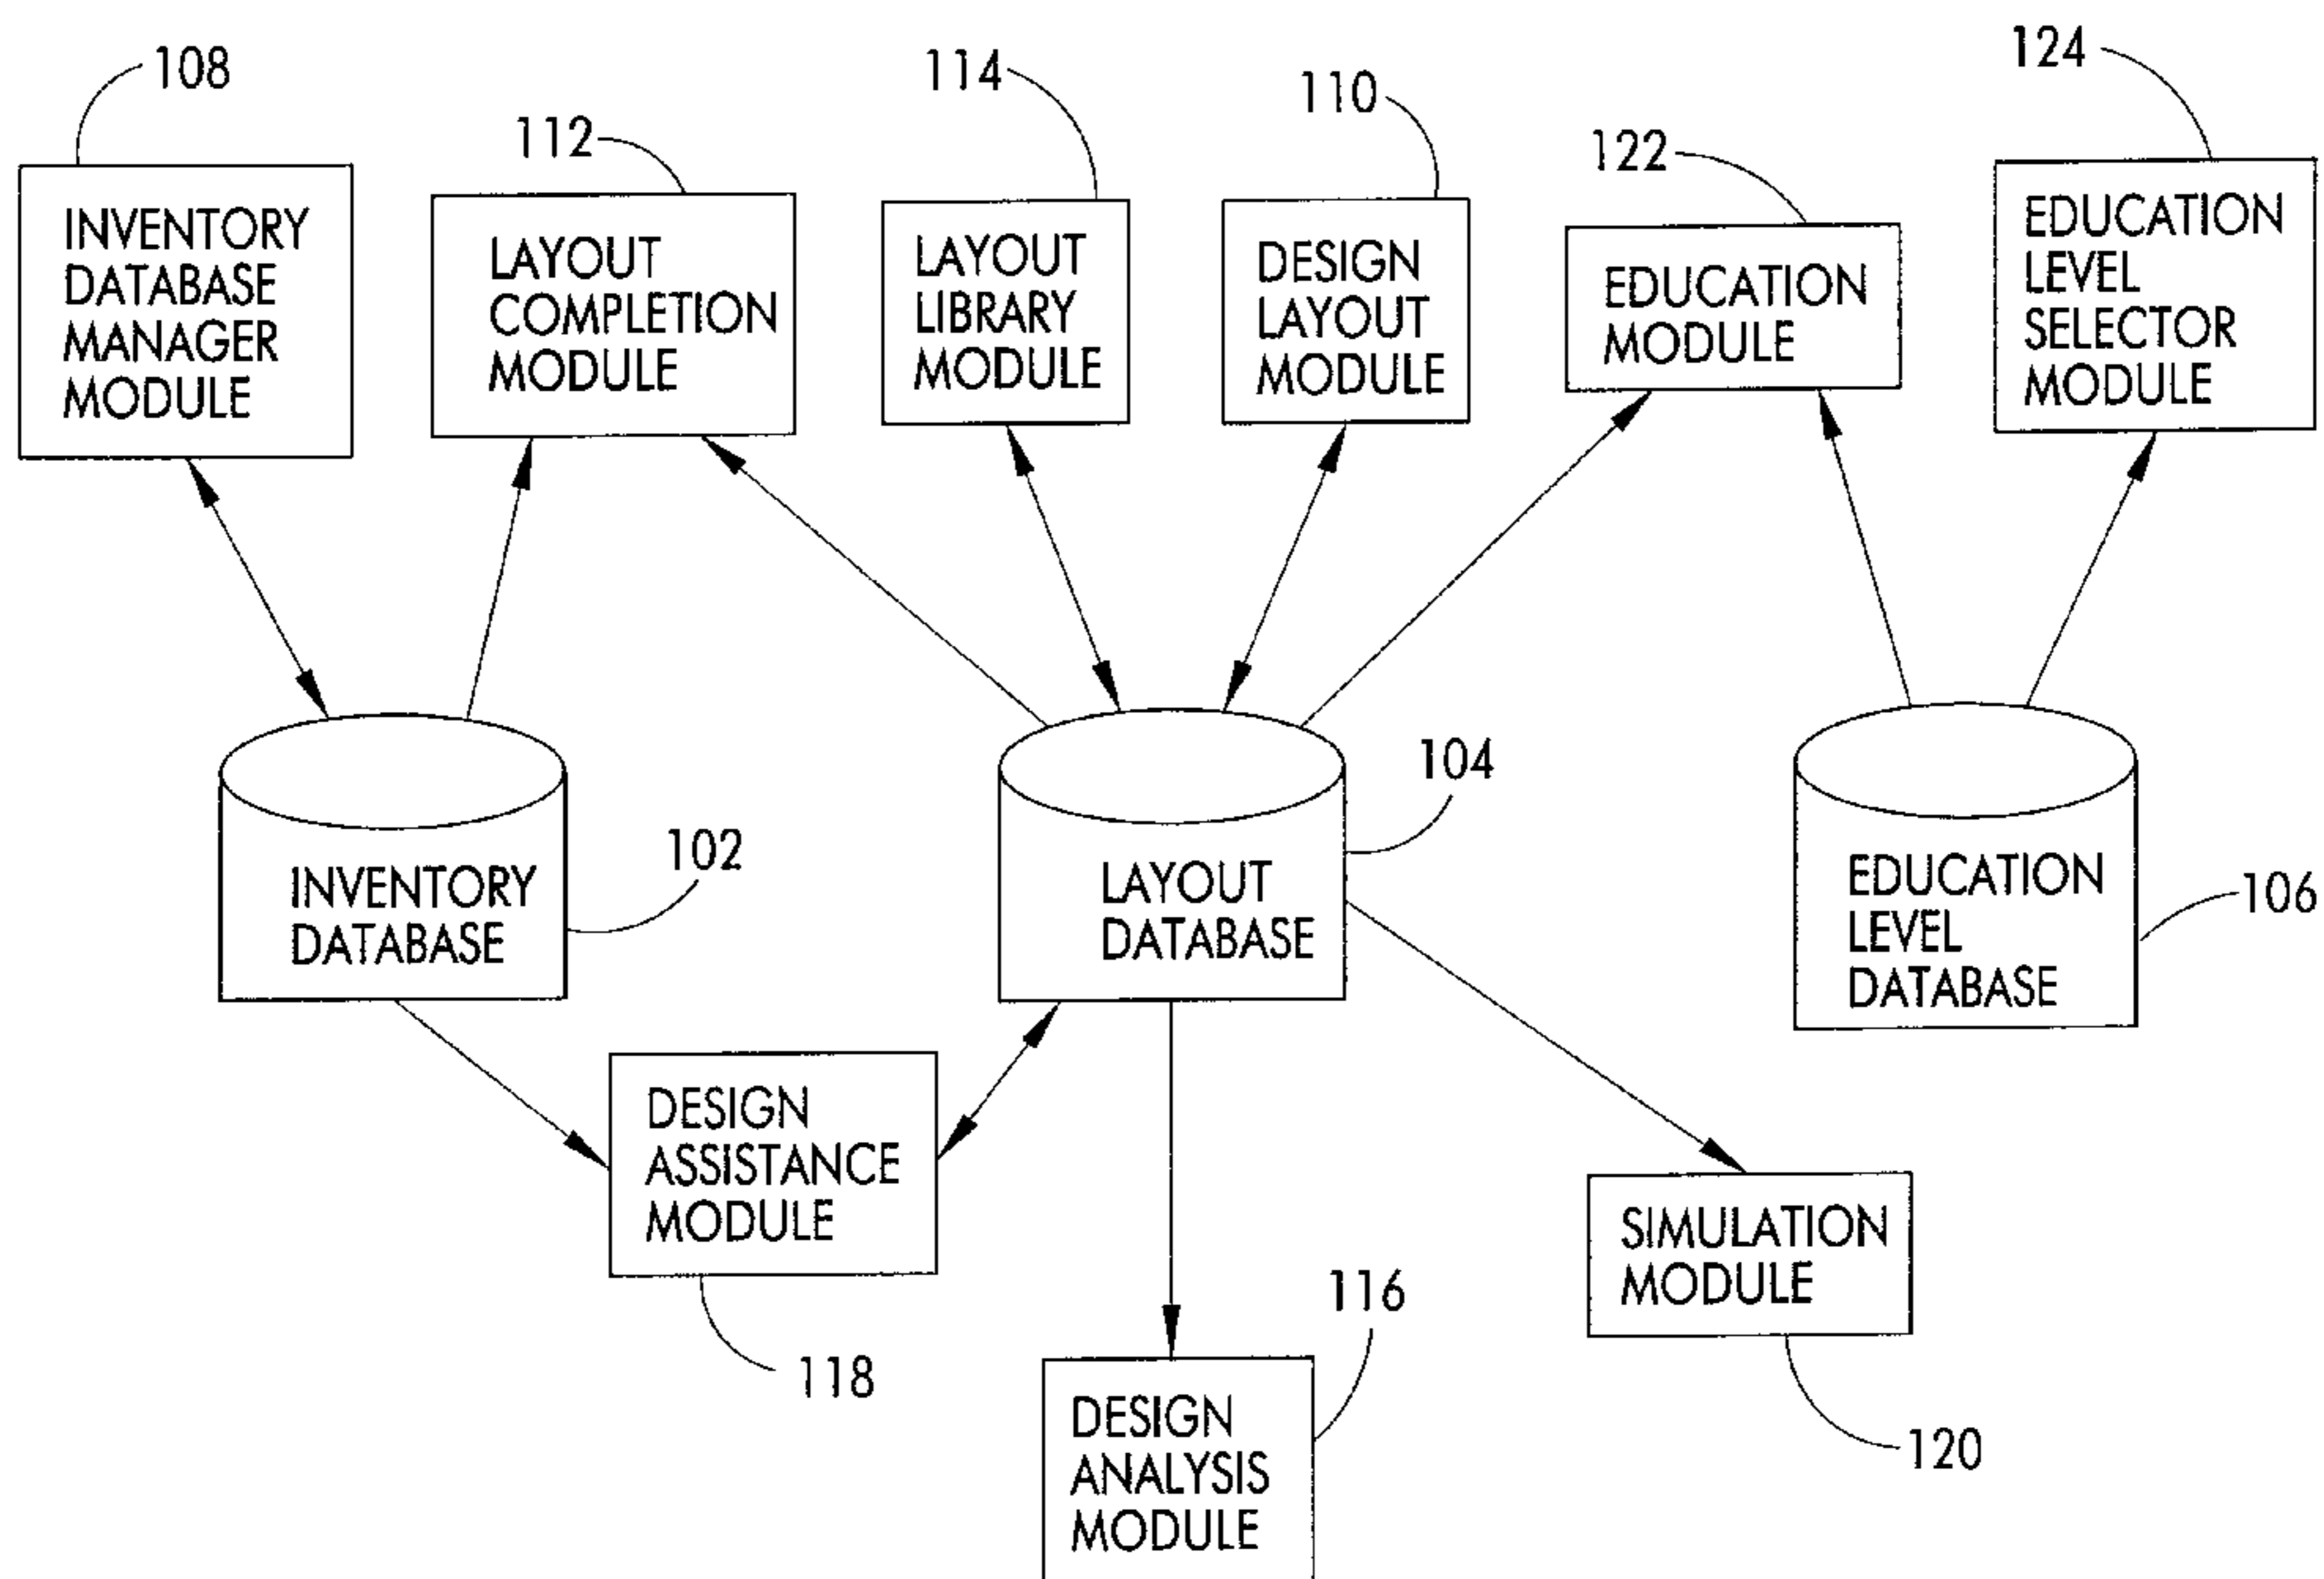 108
INVENTORY
DATABASE
MANAGER
MODULE
112
LAYOUT
COMPLETION
MODULE
114
LAYOUT
LIBRARY
MODULE
110
DESIGN
LAYOUT
MODULE
122
EDUCATION
MODULE
124
EDUCATION
LEVEL
SELECTOR
MODULE
INVENTORY
DATABASE
102
LAYOUT
DATABASE
104
EDUCATION
LEVEL
DATABASE
106
DESIGN
ASSISTANCE
MODULE
118
DESIGN
ANALYSIS
MODULE
116
SIMULATION
MODULE
120